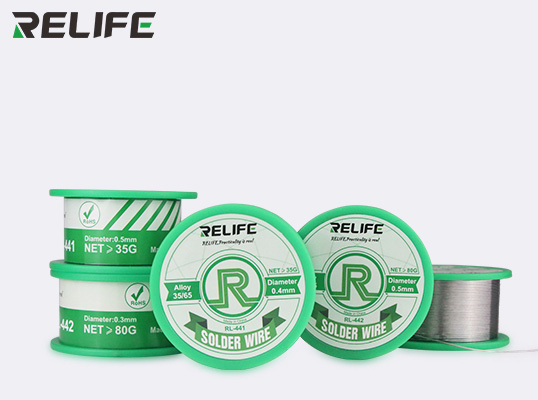 RELIFE
RoHS
-441
Diameter:0.5mm
NET≥35G
Ma
RoHS
-442
Diameter:0.3mm
NET≥80G
Ma
RELIFE
RELIFE, Practicality is real
Alloy
35/65
R
NET≥35G
Diameter
0.4mm
RL-441
SOLDER WIRE
RELIFE
RELIFE, Practicality is real
R
NET≥80G
Diameter
0.5mm
RL-442
SOLDER WIRE